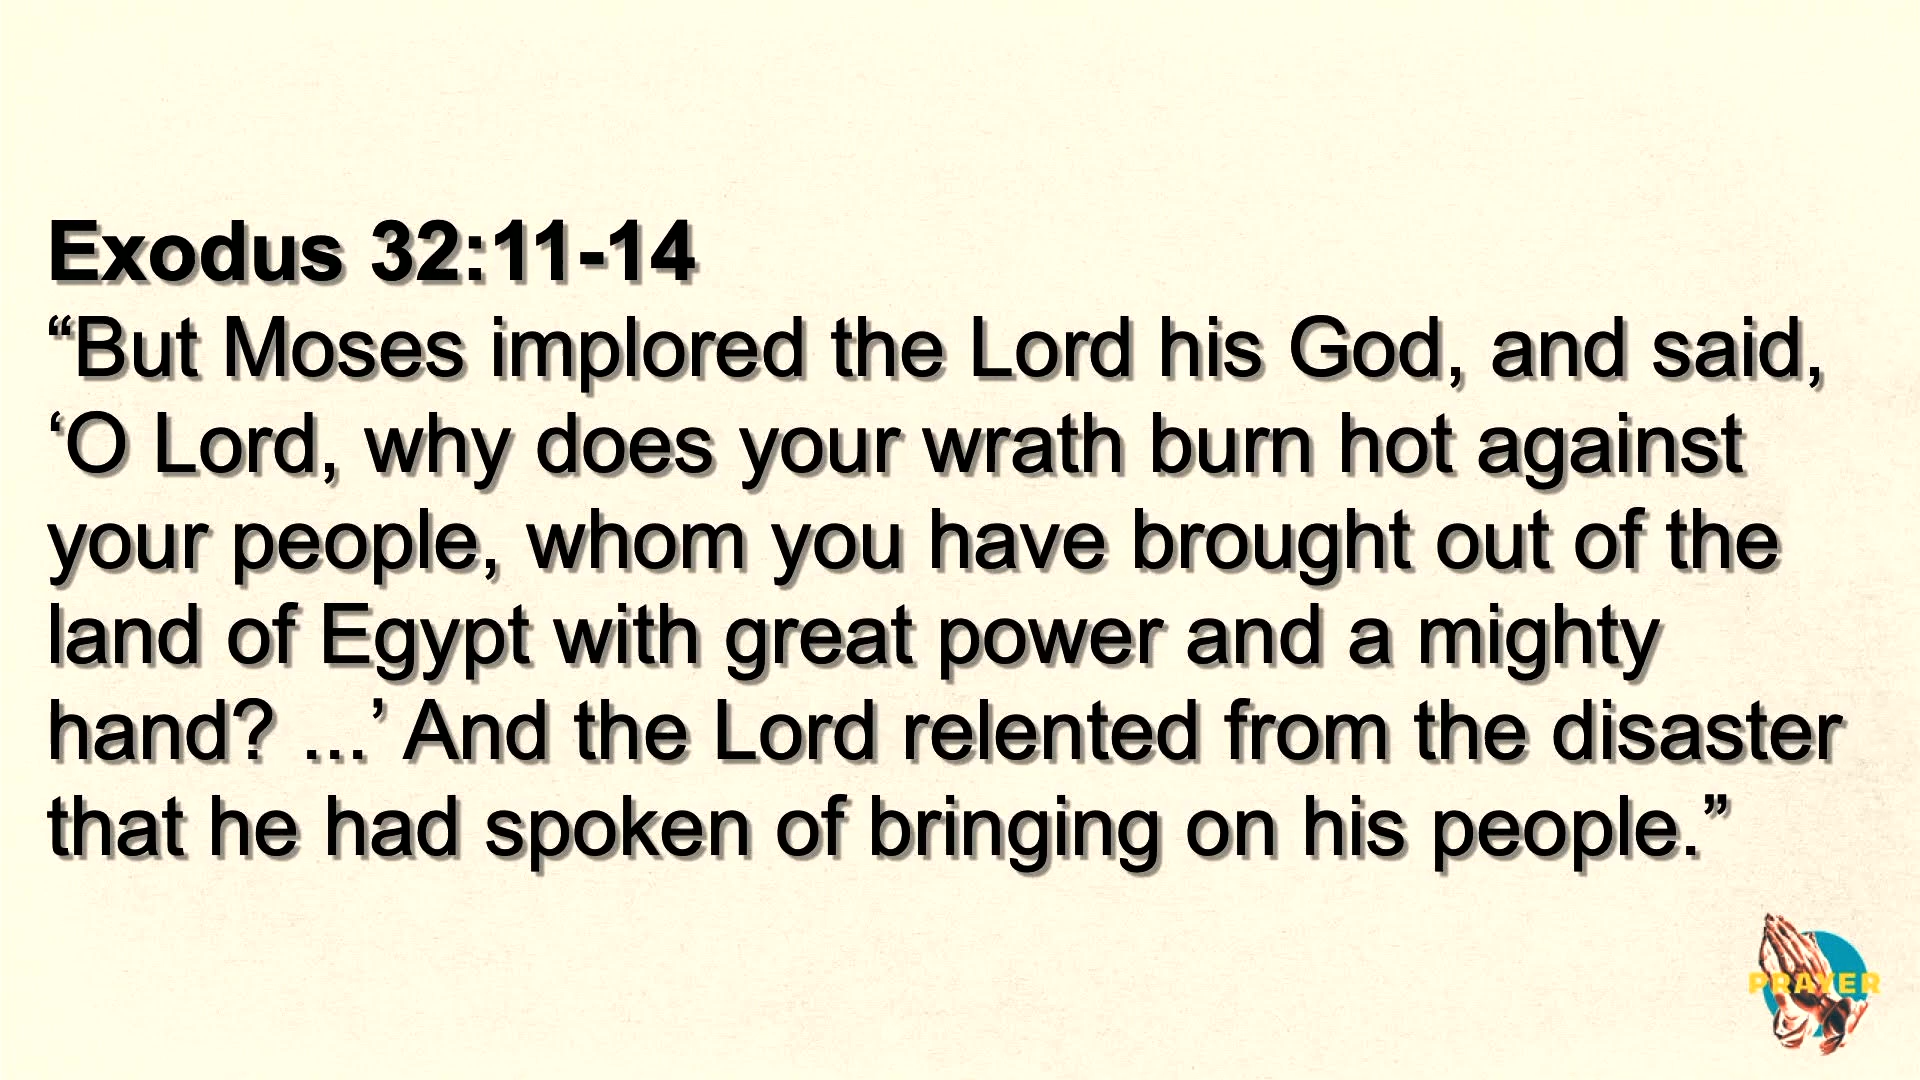 Exodus 32:11-14
“But Moses implored the Lord his God, and said,
‘O Lord, why does your wrath burn hot against
your people, whom you have brought out of the
land of Egypt with great power and a mighty
hand? ...’ And the Lord relented from the disaster
that he had spoken of bringing on his people.”
PRAYER